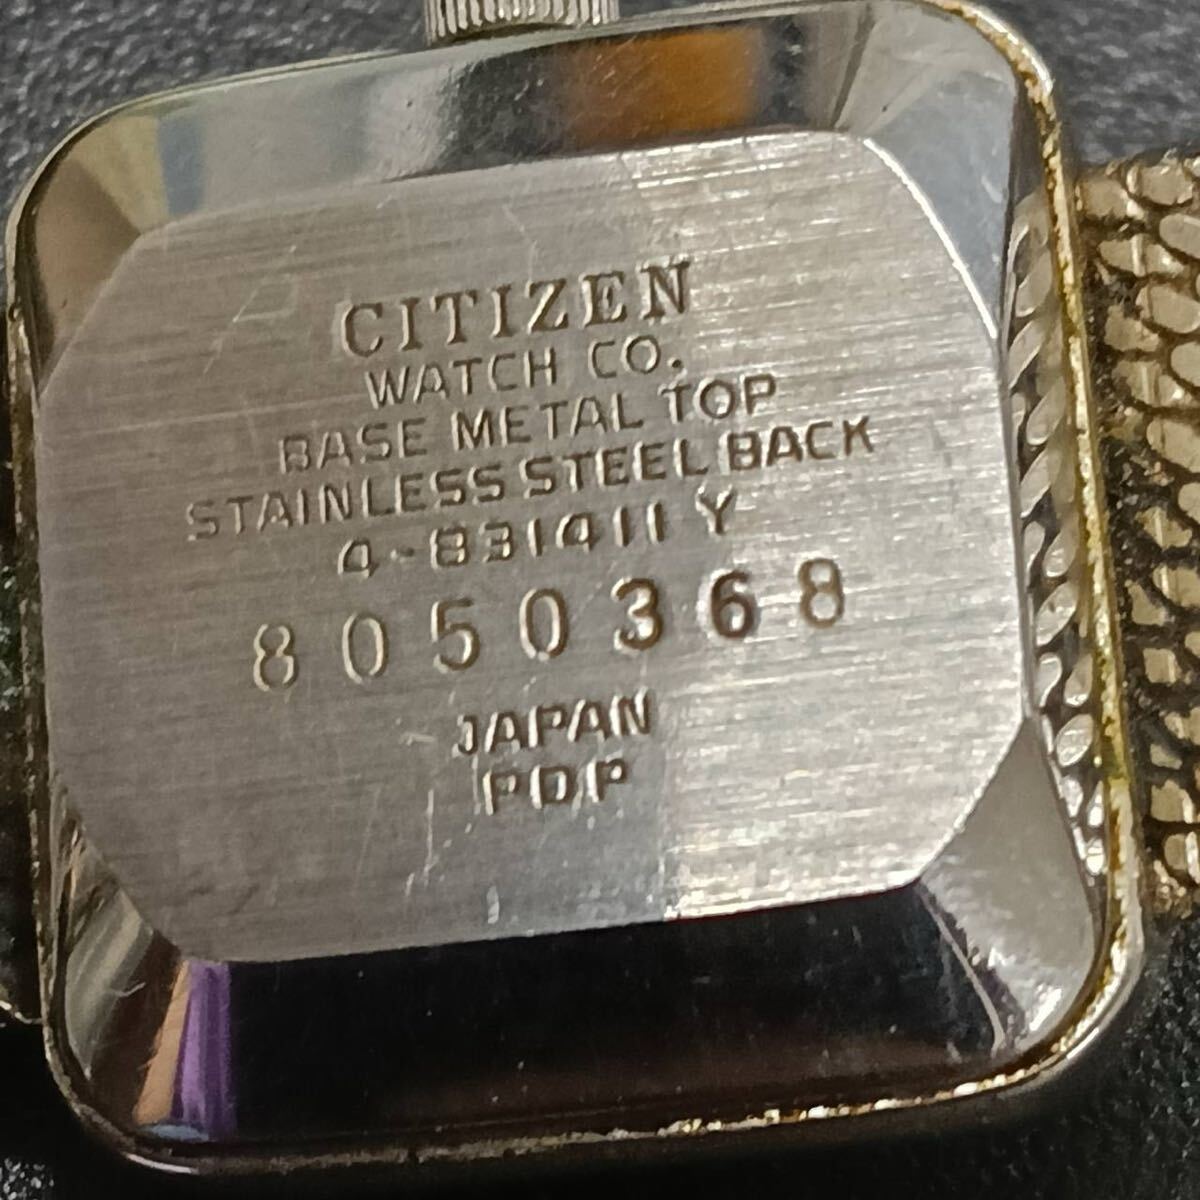 CITIZEN
WATCH CO.
BASE METAL TOP
STAINLESS STEEL BACK
4-831411 Y
8050368
JAPAN
PDP